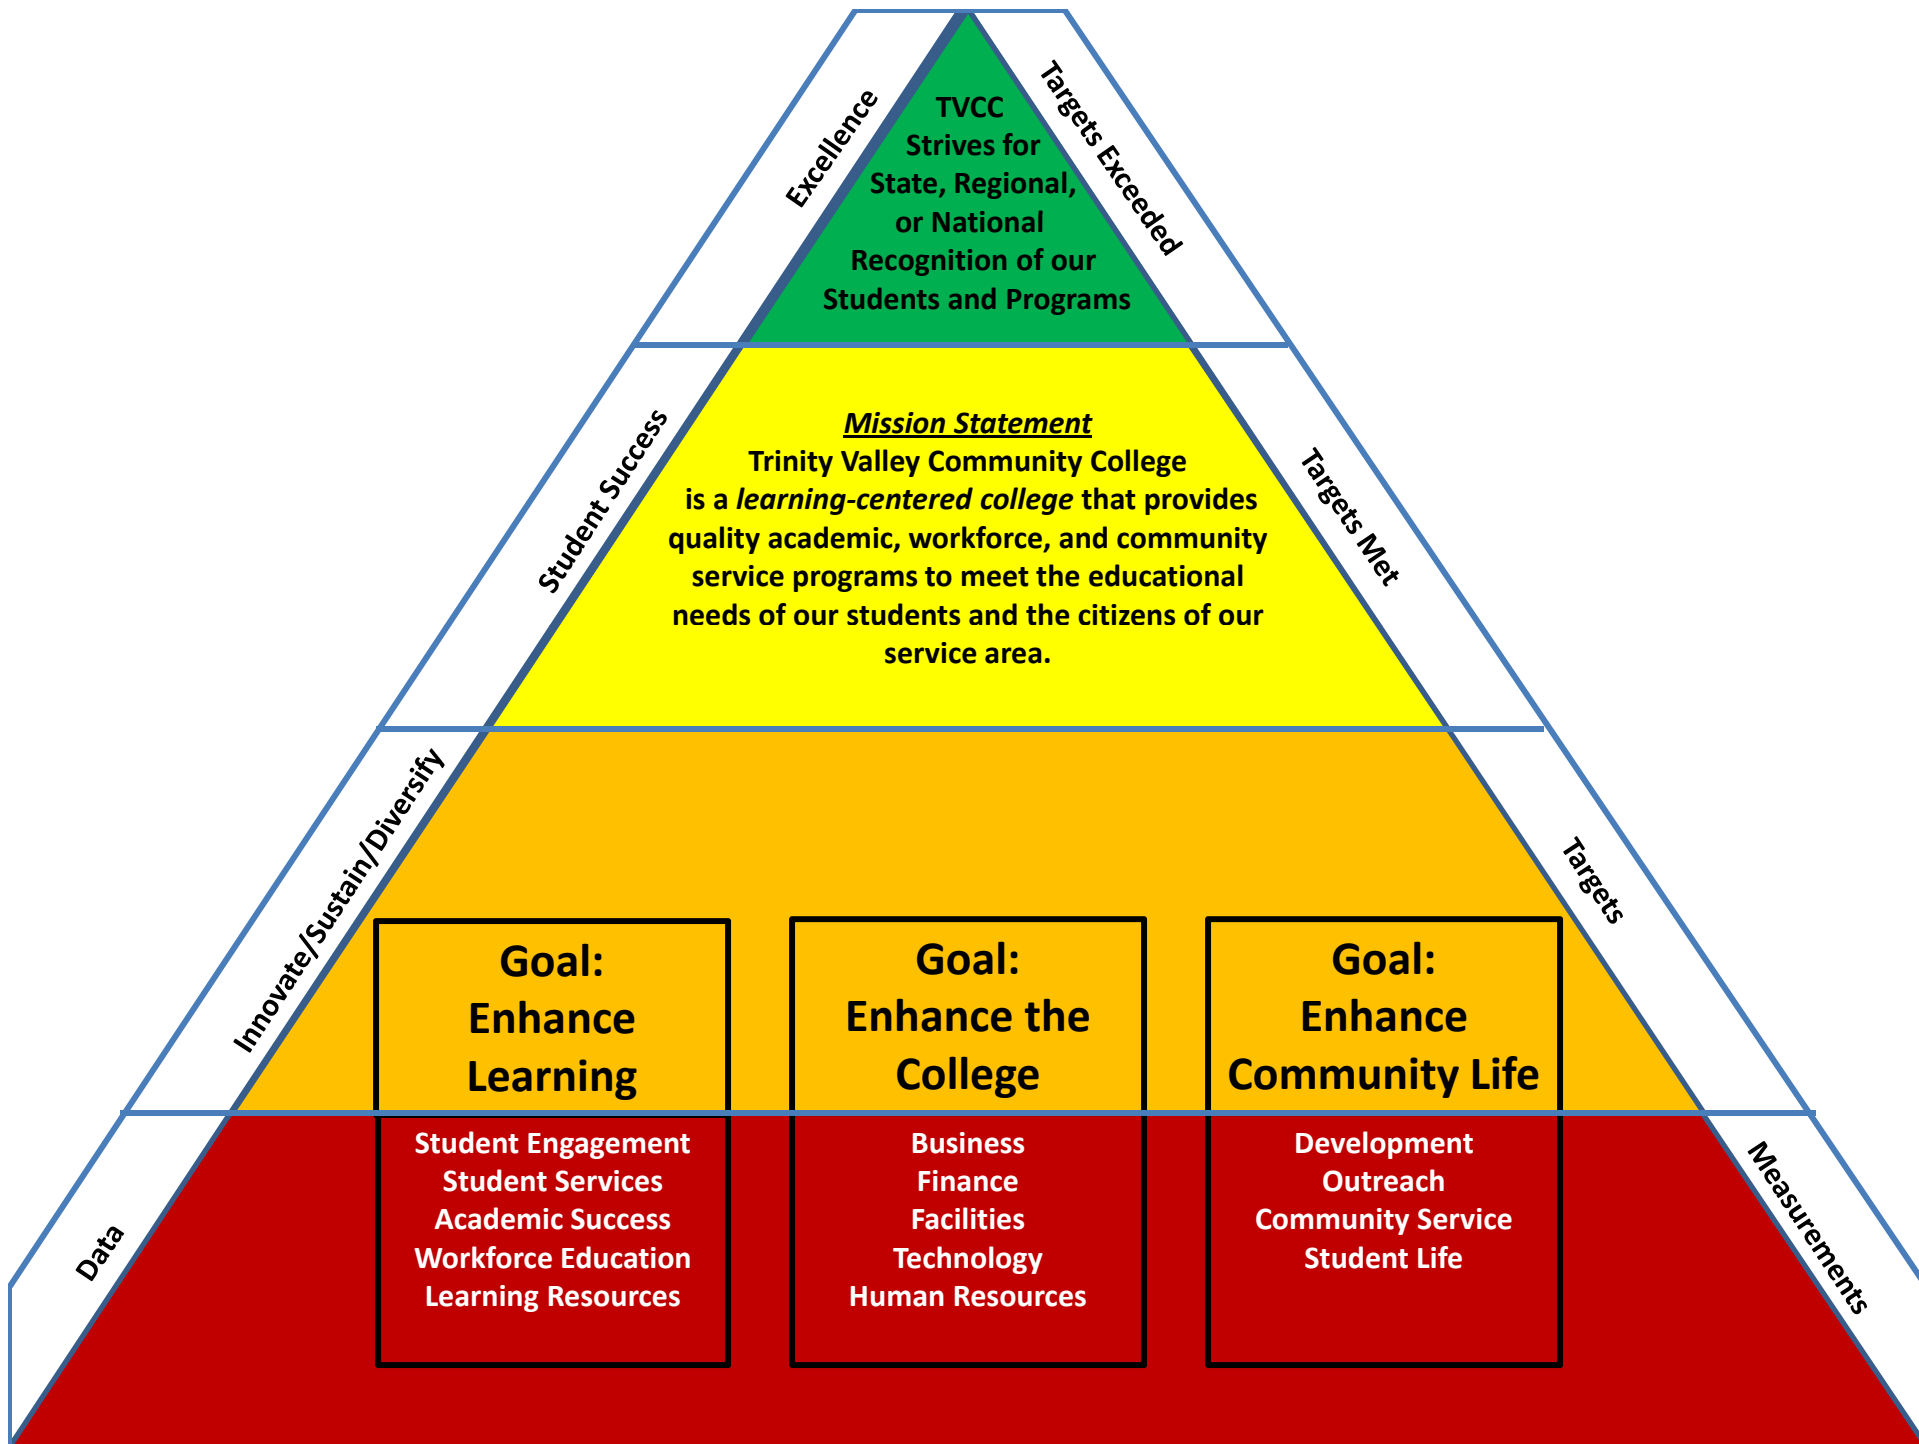 Excellence
TVCC
Strives for
State, Regional,
or National
Recognition of our
Students and Programs
Targets Exceeded
Student Success
Mission Statement
Trinity Valley Community College
is a learning-centered college that provides
quality academic, workforce, and community
service programs to meet the educational
needs of our students and the citizens of our
service area.
Targets Met
Innovate/Sustain/Diversify
Goal:
Enhance
Learning
Goal:
Enhance the
College
Goal:
Enhance
Community Life
Targets
Data
Student Engagement
Student Services
Academic Success
Workforce Education
Learning Resources
Business
Finance
Facilities
Technology
Human Resources
Development
Outreach
Community Service
Student Life
Measurements